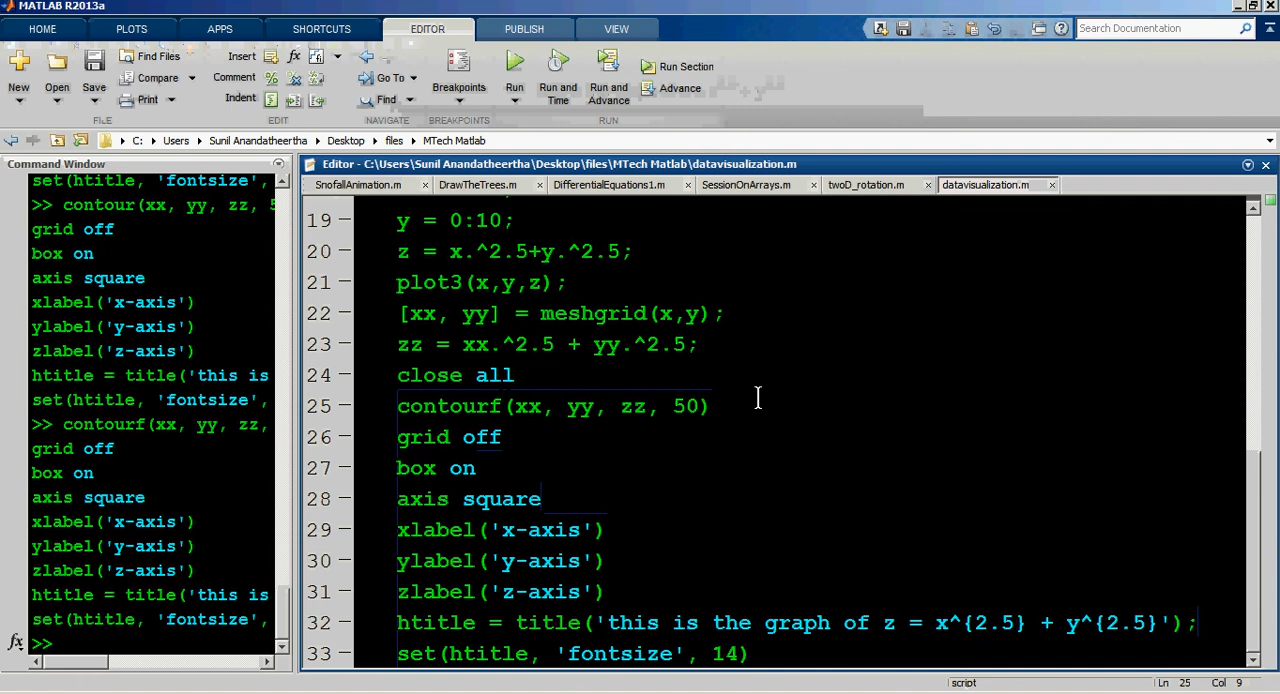 MATLAB R2013a
HOME PLOTS APPS SHORTCUTS EDITOR PUBLISH VIEW Search Documentation
Find Files Insert fx Run Section
Compare Comment Go To Advance
New Open Save Print Indent Find Breakpoints Run Run and Time Run and Advance
FILE EDIT NAVIGATE BREAKPOINTS RUN
C: Users Sunil Anandatheertha Desktop files MTech Matlab
Command Window
set(htitle, 'fontsize',
>> contour(xx, yy, zz, 5
grid off
box on
axis square
xlabel('x-axis')
ylabel('y-axis')
zlabel('z-axis')
htitle = title('this is
set(htitle, 'fontsize',
>> contourf(xx, yy, zz,
grid off
box on
axis square
xlabel('x-axis')
ylabel('y-axis')
zlabel('z-axis')
htitle = title('this is
set(htitle, 'fontsize',
fx >>
Editor - C:\Users\Sunil Anandatheertha\Desktop\files\MTech Matlab\datavisualization.m
SnofallAnimation.m DrawTheTrees.m DifferentialEquations1.m SessionOnArrays.m twoD_rotation.m datavisualization.m
19 y = 0:10;
20 z = x.^2.5+y.^2.5;
21 plot3(x,y,z);
22 [xx, yy] = meshgrid(x,y);
23 zz = xx.^2.5 + yy.^2.5;
24 close all
25 contourf(xx, yy, zz, 50)
26 grid off
27 box on
28 axis square
29 xlabel('x-axis')
30 ylabel('y-axis')
31 zlabel('z-axis')
32 htitle = title('this is the graph of z = x^{2.5} + y^{2.5}');
33 set(htitle, 'fontsize', 14)
script Ln 25 Col 9